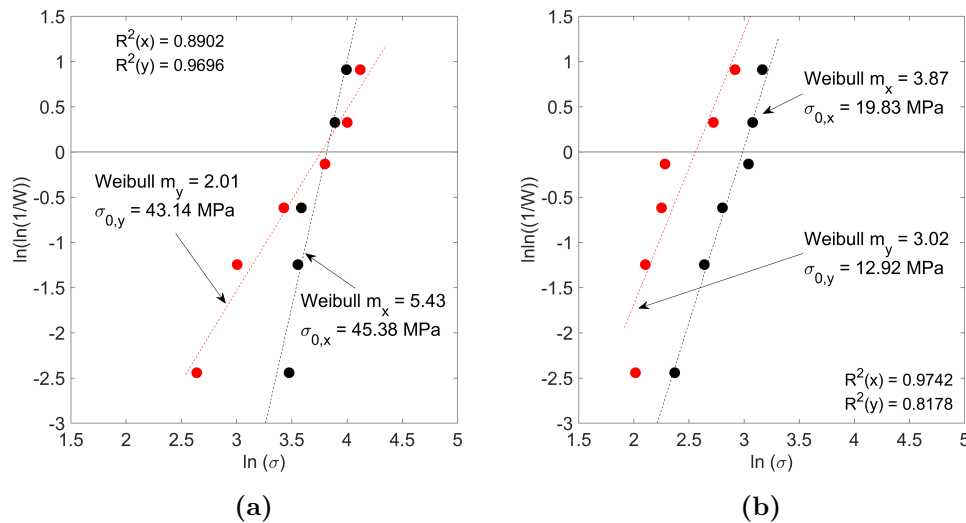 R²(x) = 0.8902
R²(y) = 0.9696
Weibull m_y = 2.01
σ_0,y = 43.14 MPa
Weibull m_x = 5.43
σ_0,x = 45.38 MPa
ln(ln(1/W))
1.5
1
0.5
0
-0.5
-1
-1.5
-2
-2.5
-3
1.5 2 2.5 3 3.5 4 4.5 5
ln (σ)
(a)
Weibull m_x = 3.87
σ_0,x = 19.83 MPa
Weibull m_y = 3.02
σ_0,y = 12.92 MPa
R²(x) = 0.9742
R²(y) = 0.8178
lnln((1/W))
1.5
1
0.5
0
-0.5
-1
-1.5
-2
-2.5
-3
1.5 2 2.5 3 3.5 4 4.5 5
ln (σ)
(b)